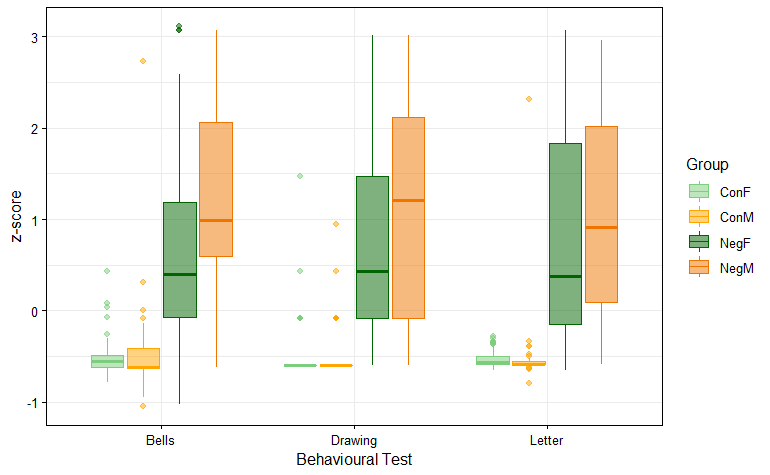 3
2
1
0
-1
z-score
Bells
Drawing
Letter
Behavioural Test
Group
ConF
ConM
NegF
NegM